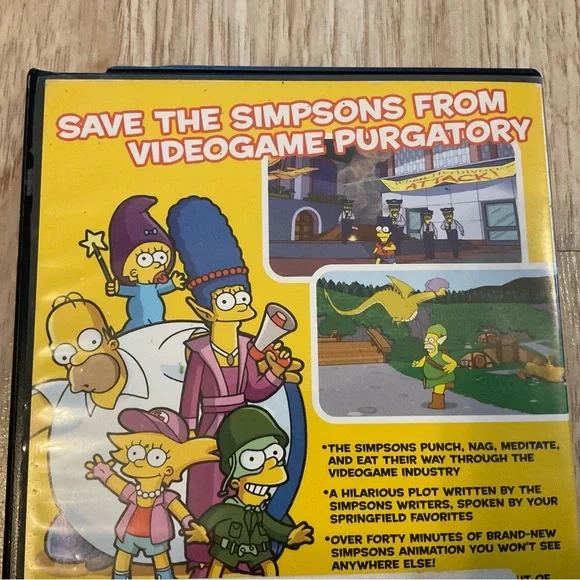 SAVE THE SIMPSONS FROM
VIDEOGAME PURGATORY
ATTACK!
•THE SIMPSONS PUNCH, NAG, MEDITATE,
AND EAT THEIR WAY THROUGH THE
VIDEOGAME INDUSTRY
•A HILARIOUS PLOT WRITTEN BY THE
SIMPSONS WRITERS, SPOKEN BY YOUR
SPRINGFIELD FAVORITES
•OVER FORTY MINUTES OF BRAND-NEW
SIMPSONS ANIMATION YOU WON'T SEE
ANYWHERE ELSE!
OF